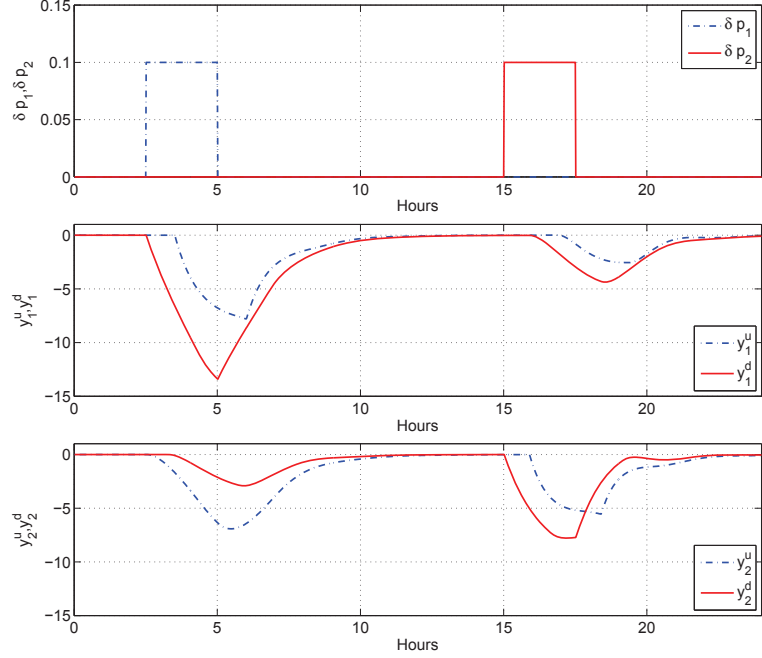 0.15
0.1
0.05
0
δ p₁,δ p₂
δ p₁
δ p₂
0 5 10 15 20
Hours
0
−5
−10
−15
y₁ᵘ,y₁ᵈ
y₁ᵘ
y₁ᵈ
0 5 10 15 20
Hours
0
−5
−10
−15
y₂ᵘ,y₂ᵈ
y₂ᵘ
y₂ᵈ
0 5 10 15 20
Hours